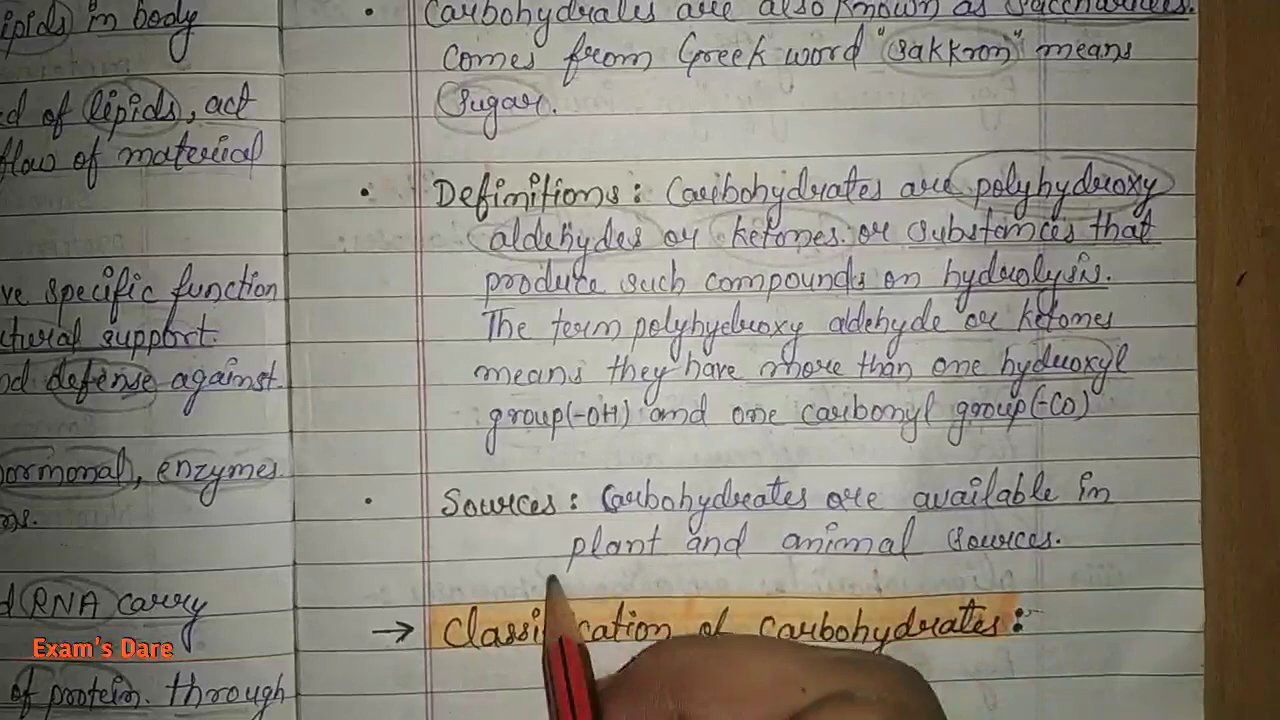 ipids in body
ed of lipids, act
flow of material
ve specific function
ctural support.
nd defense against
ormonal, enzymes
ns.
d RNA carry
of protein. through
Carbohydrates are also known as Saccharides.
comes from Greek word "Sakkron" means
Sugar.
Definitions: Carbohydrates are polyhydroxy
aldehydes or ketones or substances that
produce such compounds on hydrolysis.
The term polyhydroxy aldehyde or ketones
means they have more than one hydroxyl
group(-OH) and one carbonyl group(-CO)
Sources: Carbohydrates are available in
plant and animal sources.
→ Classification of Carbohydrates:-
Exam's Dare